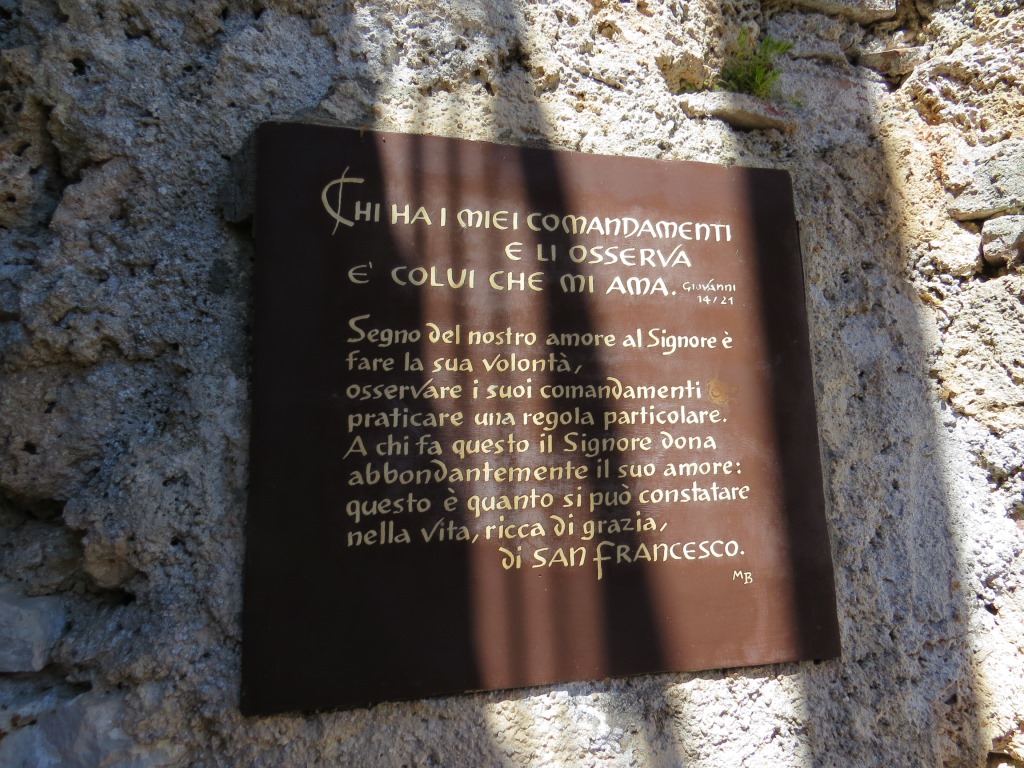 CHI HA I MIEI COMANDAMENTI
E LI OSSERVA
E' COLUI CHE MI AMA. Giovanni
14/21
Segno del nostro amore al Signore è
fare la sua volontà,
osservare i suoi comandamenti
praticare una regola particolare.
A chi fa questo il Signore dona
abbondantemente il suo amore:
questo è quanto si può constatare
nella vita, ricca di grazia,
di SAN FRANCESCO.
MB